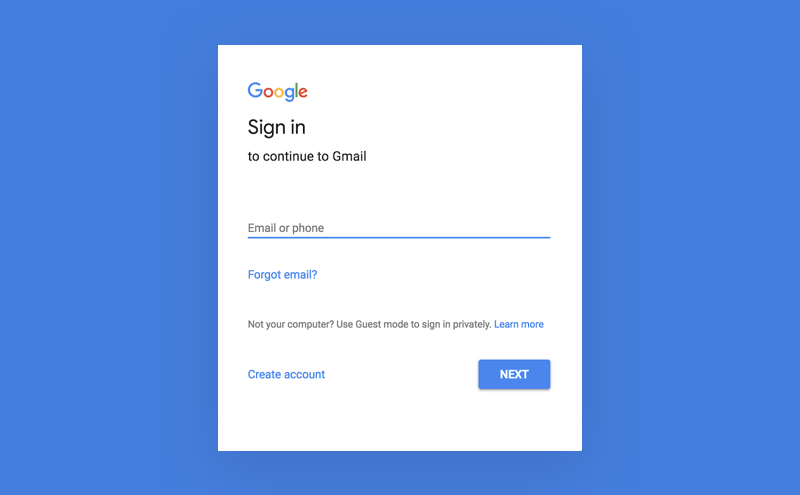 Google
Sign in
to continue to Gmail
Email or phone
Forgot email?
Not your computer? Use Guest mode to sign in privately. Learn more
Create account
NEXT